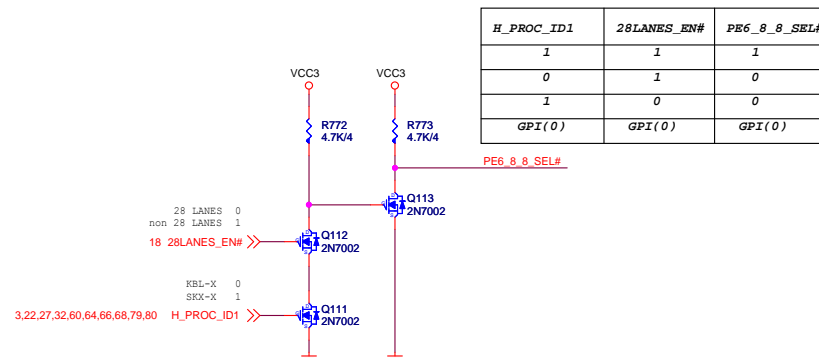 H_PROC_ID1 28LANES_EN# PE6_8_8_SEL#
1 1 1
0 1 0
1 0 0
GPI(0) GPI(0) GPI(0)
VCC3 VCC3
R772 R773
4.7K/4 4.7K/4
PE6_8_8_SEL#
Q113
2N7002
28 LANES 0
non 28 LANES 1
18 28LANES_EN#
Q112
2N7002
KBL-X 0
SKX-X 1
3,22,27,32,60,64,66,68,79,80 H_PROC_ID1
Q111
2N7002